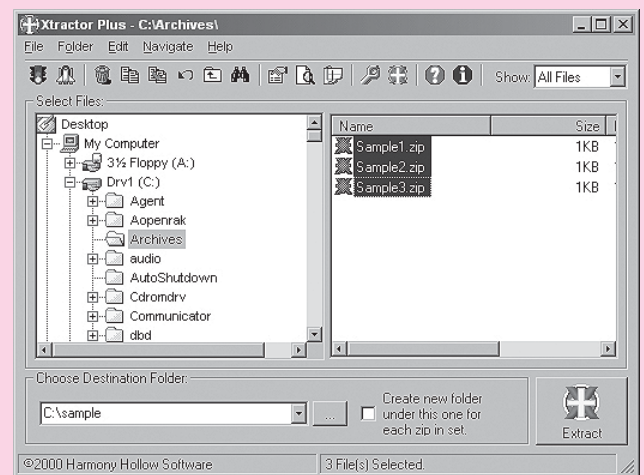 Xtractor Plus - C:\Archives\
File Folder Edit Navigate Help
Show: All Files
Select Files:
Desktop
My Computer
3½ Floppy (A:)
Drv1 (C:)
Agent
Aopenrak
Archives
audio
AutoShutdown
Cdromdrv
Communicator
dbd
Name Size
Sample1.zip 1KB
Sample2.zip 1KB
Sample3.zip 1KB
Choose Destination Folder:
C:\sample
...
Create new folder
under this one for
each zip in set.
Extract
©2000 Harmony Hollow Software
3 File(s) Selected.